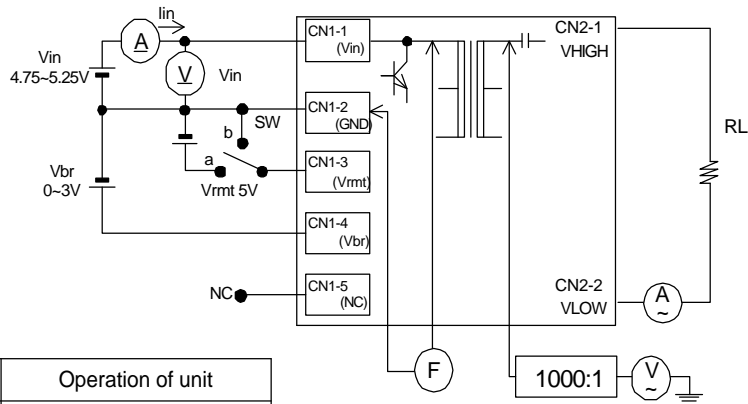 Iin
A
Vin
4.75~5.25V
V
Vin
CN1-1
(Vin)
CN2-1
VHIGH
CN1-2
(GND)
SW
b
a
Vrmt 5V
CN1-3
(Vrmt)
RL
Vbr
0~3V
CN1-4
(Vbr)
NC
CN1-5
(NC)
CN2-2
VLOW
A
~
F
1000:1
V
~
Operation of unit